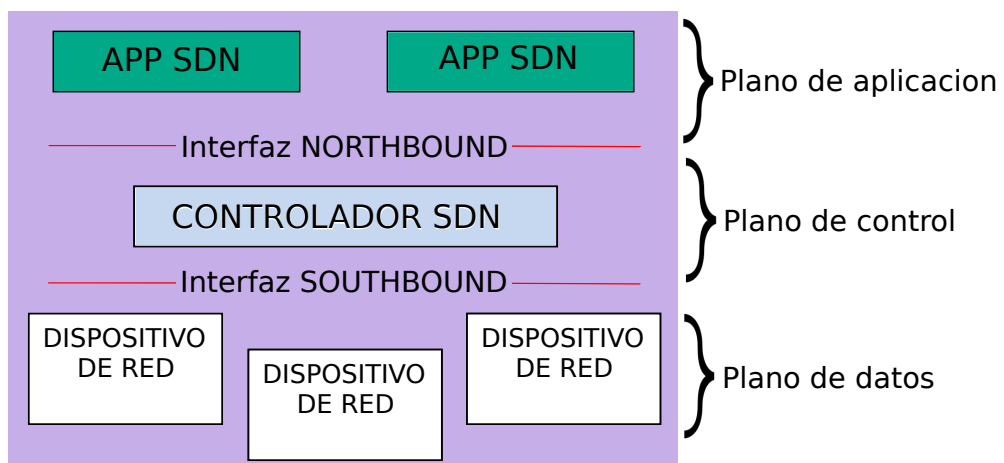 APP SDN
APP SDN
Plano de aplicacion
Interfaz NORTHBOUND
CONTROLADOR SDN
Plano de control
Interfaz SOUTHBOUND
DISPOSITIVO
DE RED
DISPOSITIVO
DE RED
DISPOSITIVO
DE RED
Plano de datos